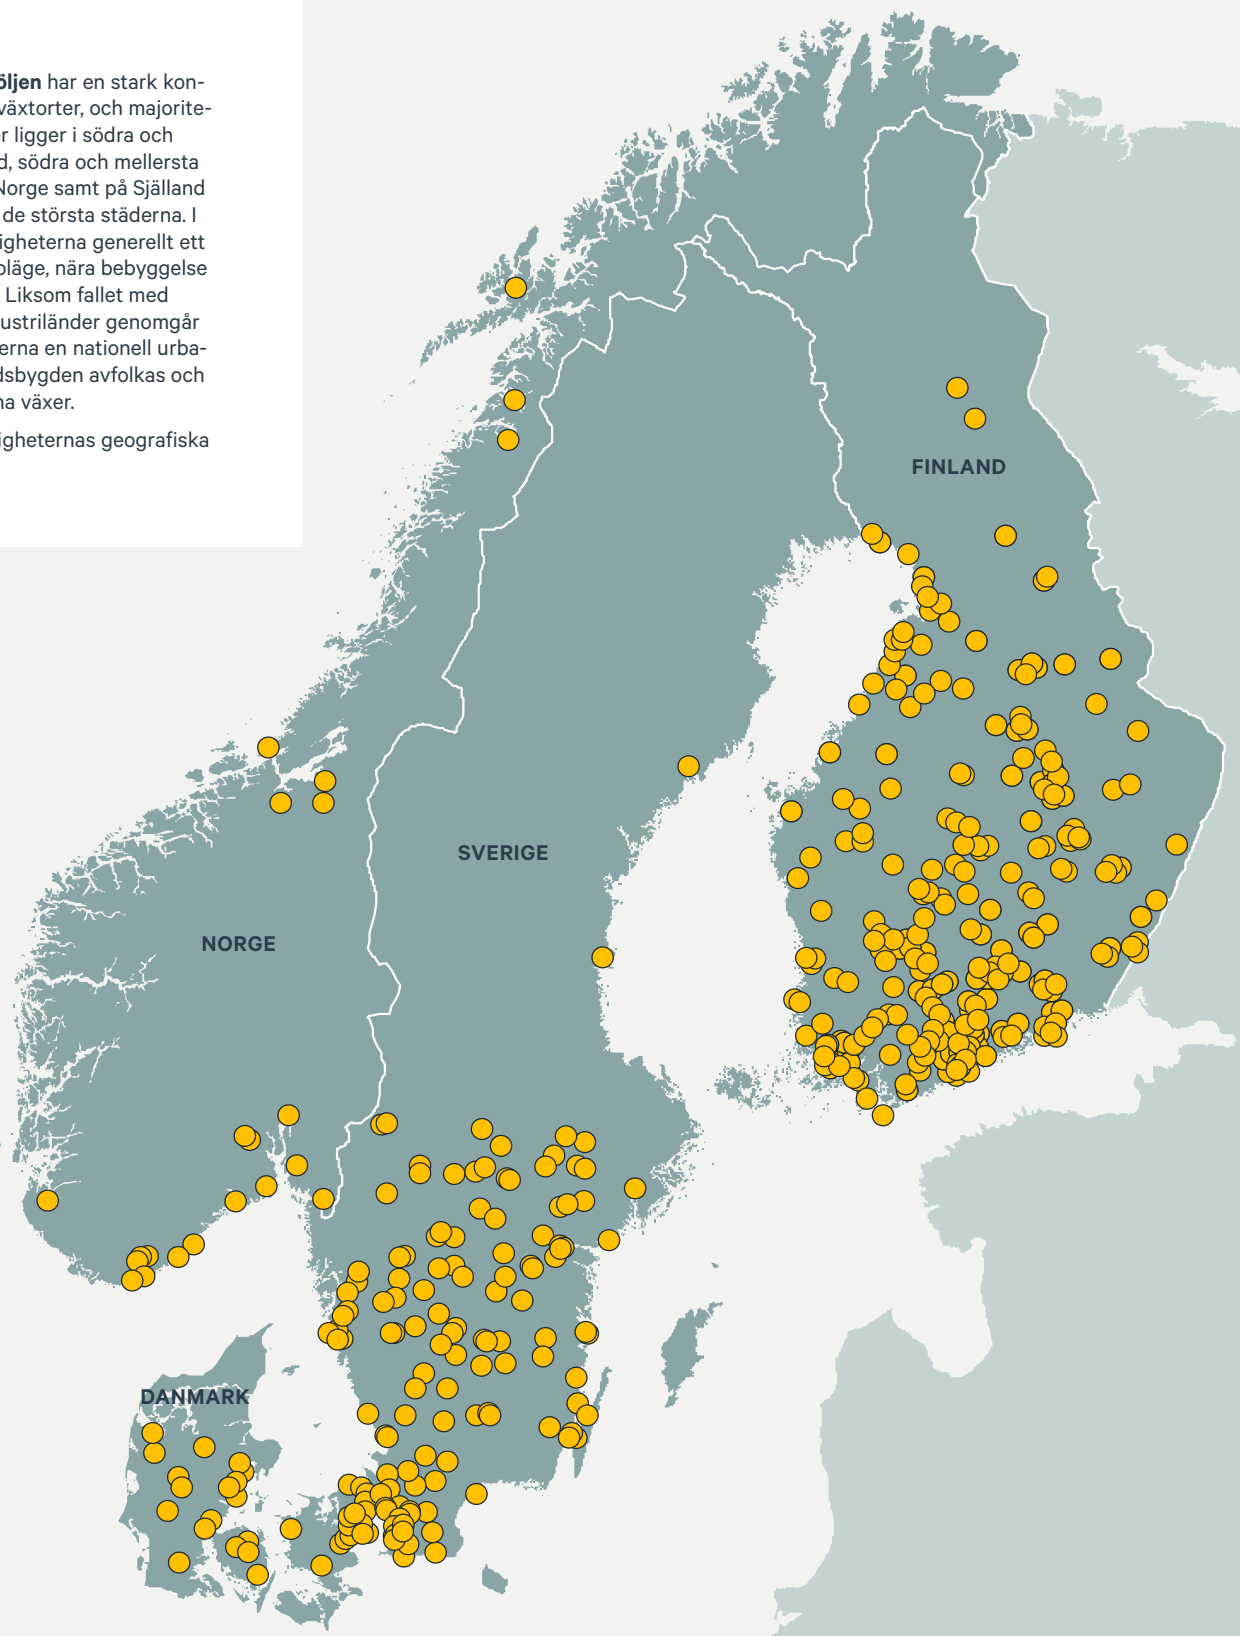 öljen har en stark kon-
växtorter, och majorite-
r ligger i södra och
d, södra och mellersta
Norge samt på Själland
de största städerna. I
igheterna generellt ett
oläge, nära bebyggelse
Liksom fallet med
ustriländer genomgår
erna en nationell urba-
dsbygden avfolkas och
na växer.
igheternas geografiska
FINLAND
SVERIGE
NORGE
DANMARK